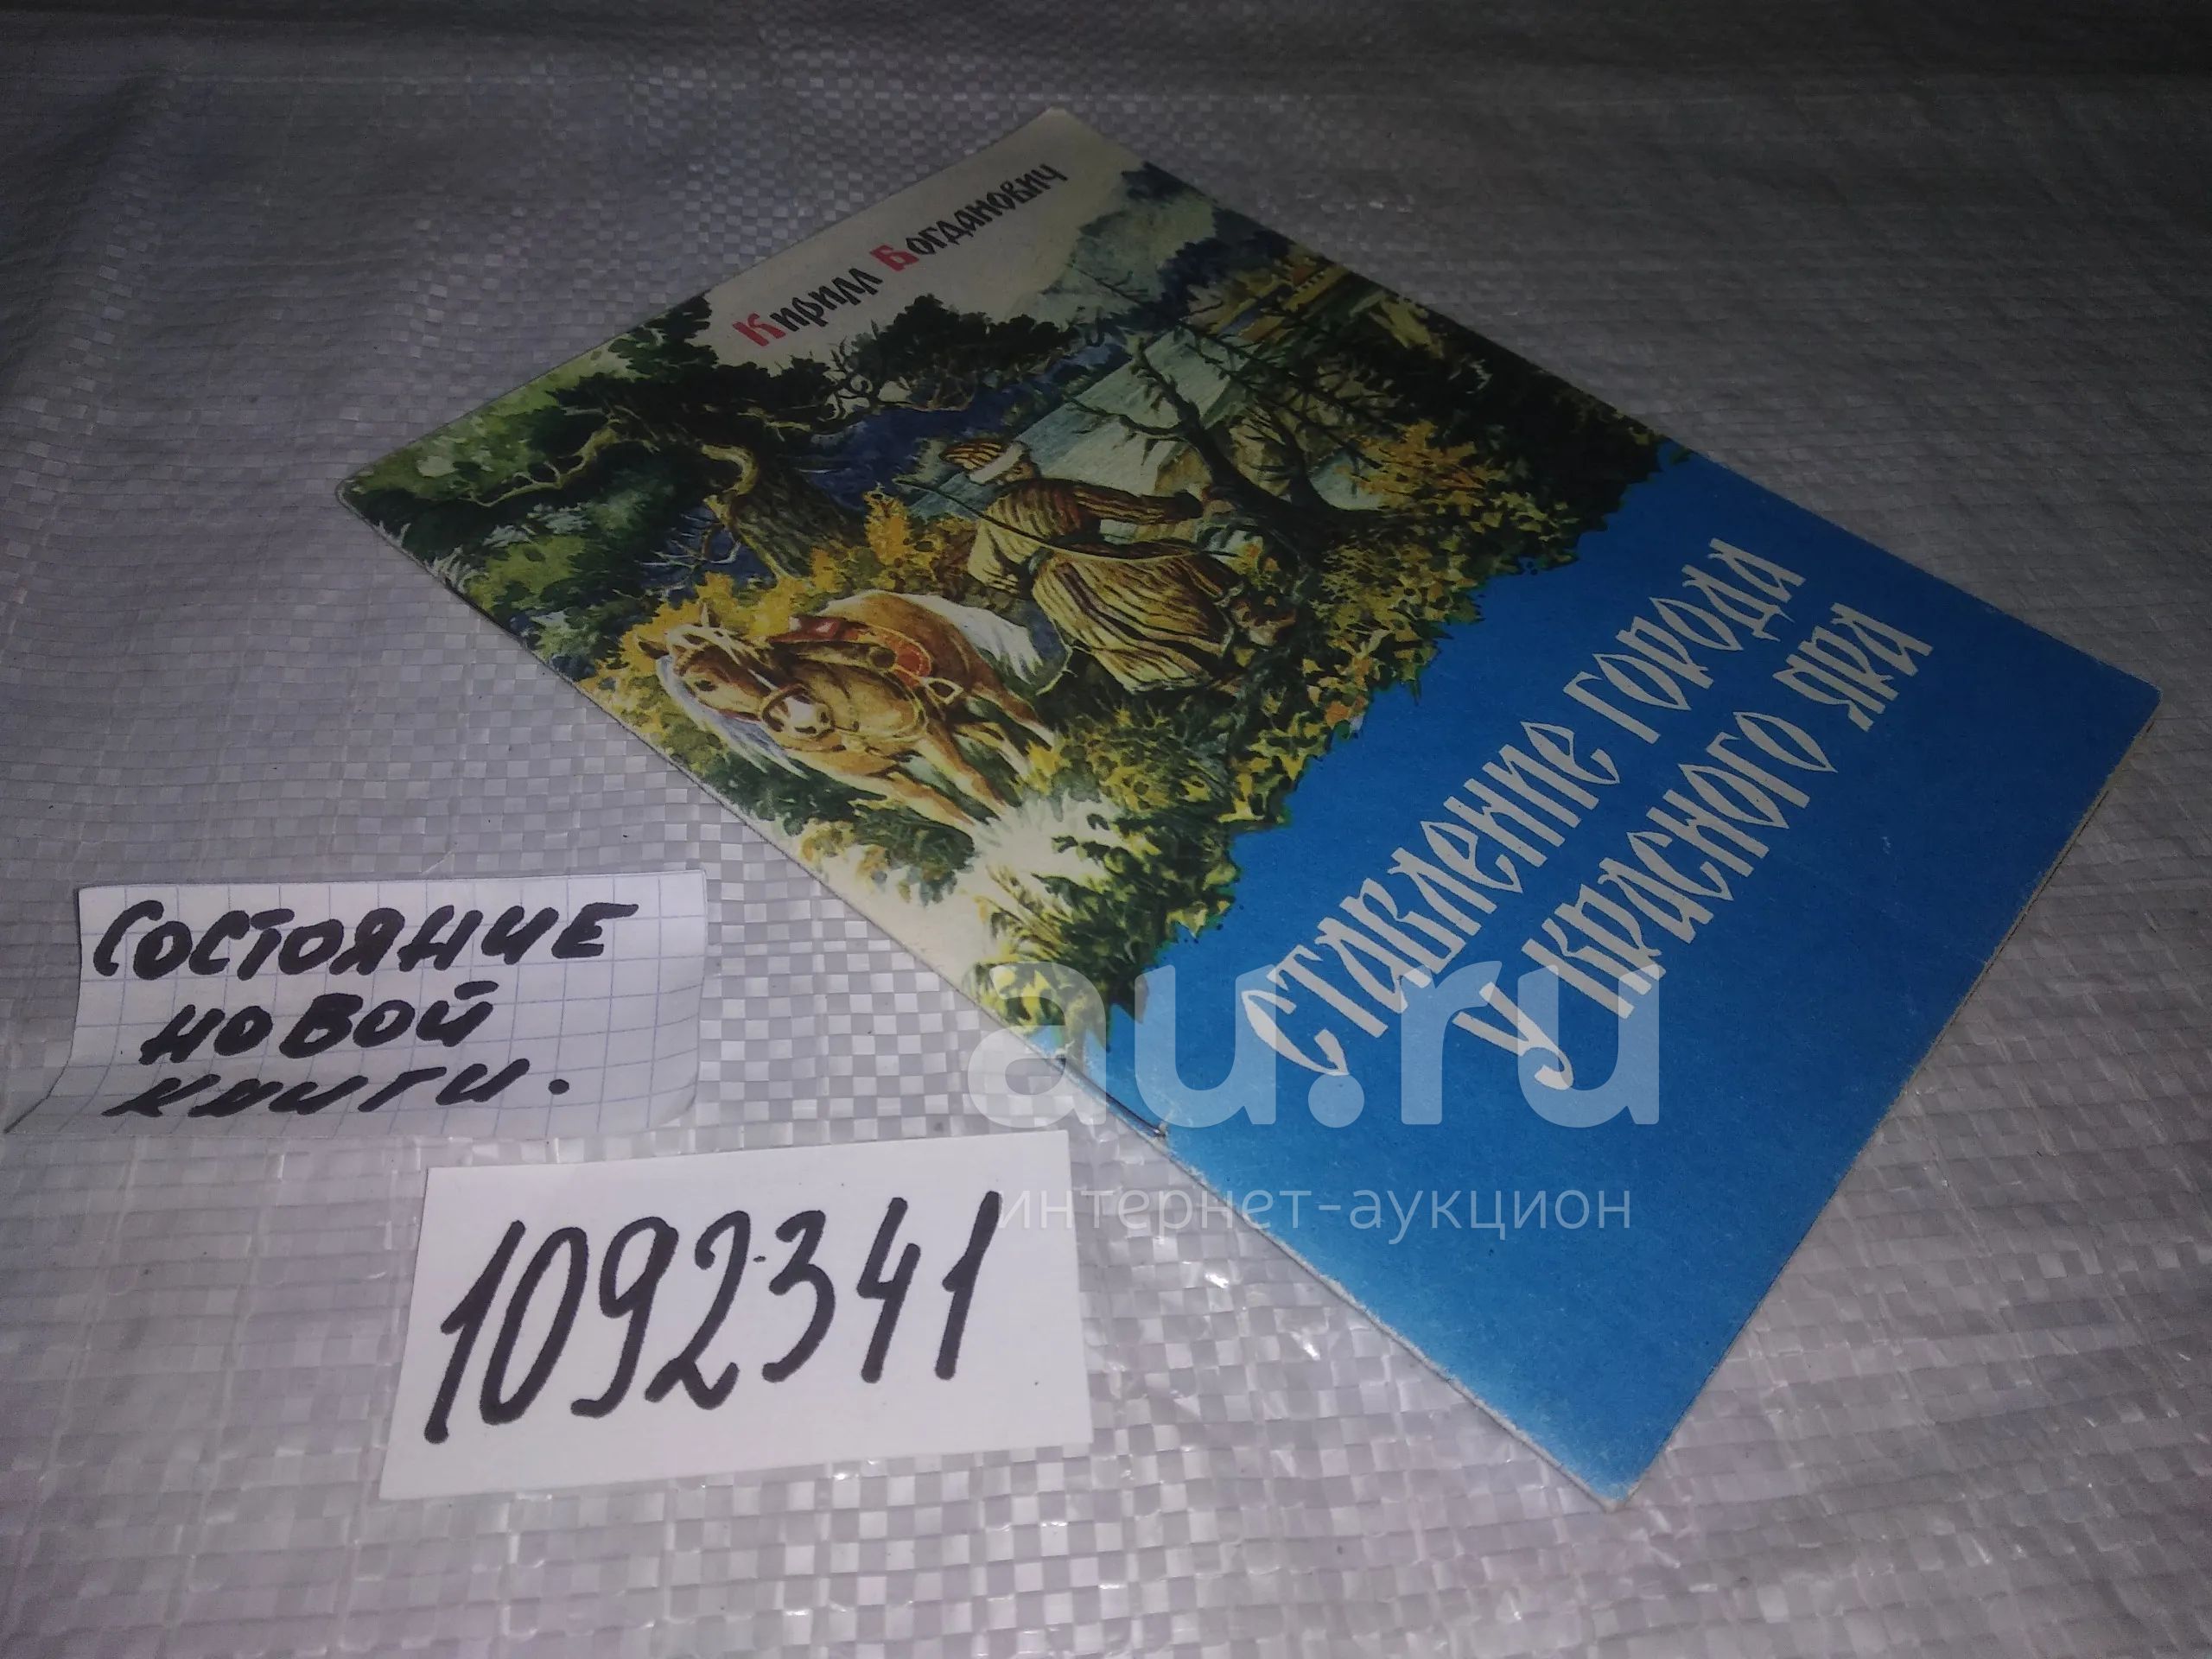 Кирилл Богданович
СТАВЛЕНИЕ ГОРОДА
У КРАСНОГО ЯРА
au.ru
интернет-аукцион
СОСТОЯНИЕ
НОВОЙ
КНИГИ.
1092341